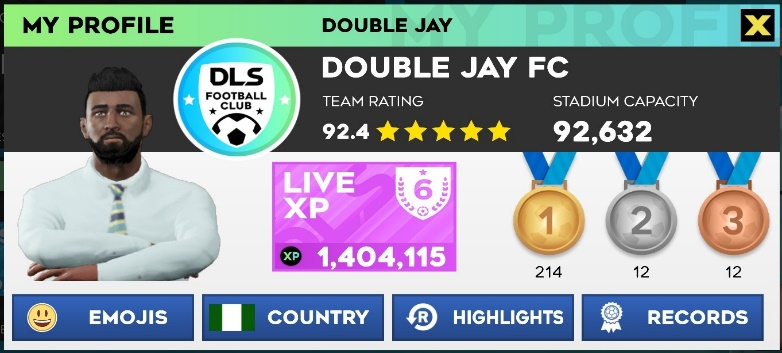 MY PROFILE
DOUBLE JAY
X
DLS
FOOTBALL
CLUB
DOUBLE JAY FC
TEAM RATING
STADIUM CAPACITY
92.4
92,632
LIVE
XP
6
XP 1,404,115
1
2
3
214
12
12
EMOJIS
COUNTRY
R
HIGHLIGHTS
RECORDS